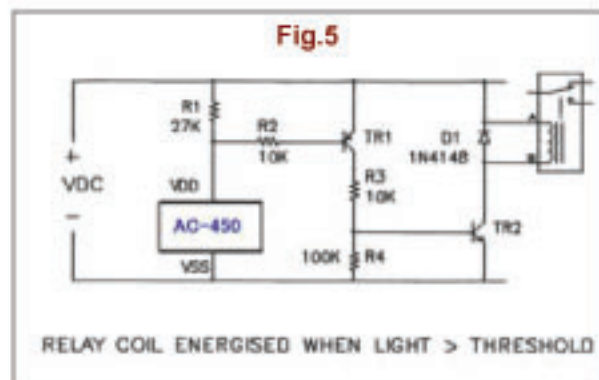 Fig.5
R1
27K
R2
10K
TR1
D1
1N4148
+
VDC
-
VDD
R3
10K
AC-450
TR2
VSS
100K R4
RELAY COIL ENERGISED WHEN LIGHT > THRESHOLD